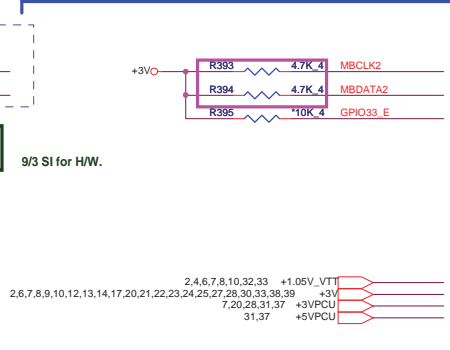 R393 4.7K_4 MBCLK2
+3V
R394 4.7K_4 MBDATA2
R395 *10K_4 GPIO33_E
9/3 SI for H/W.
2,4,6,7,8,10,32,33 +1.05V_VTT
2,6,7,8,9,10,12,13,14,17,20,21,22,23,24,25,27,28,30,33,38,39 +3V
7,20,28,31,37 +3VPCU
31,37 +5VPCU